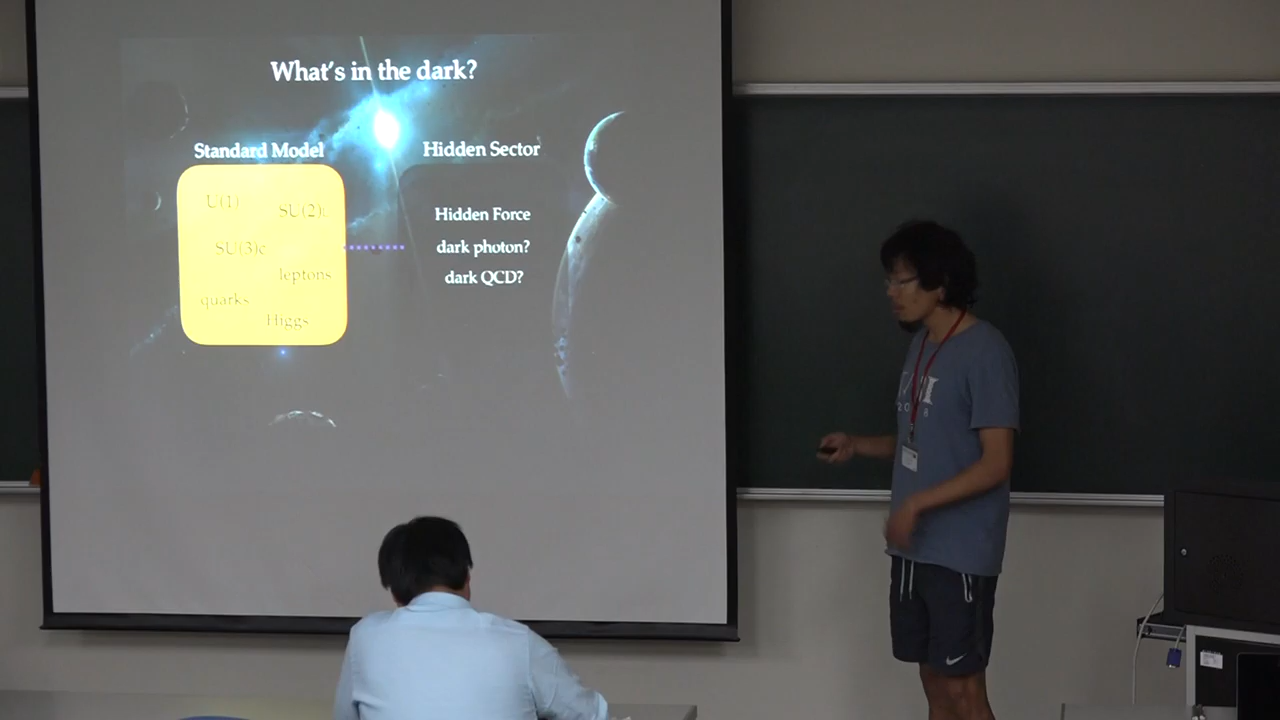 What's in the dark?
Standard Model
Hidden Sector
U(1)
SU(2)L
SU(3)c
leptons
quarks
Higgs
Hidden Force
dark photon?
dark QCD?